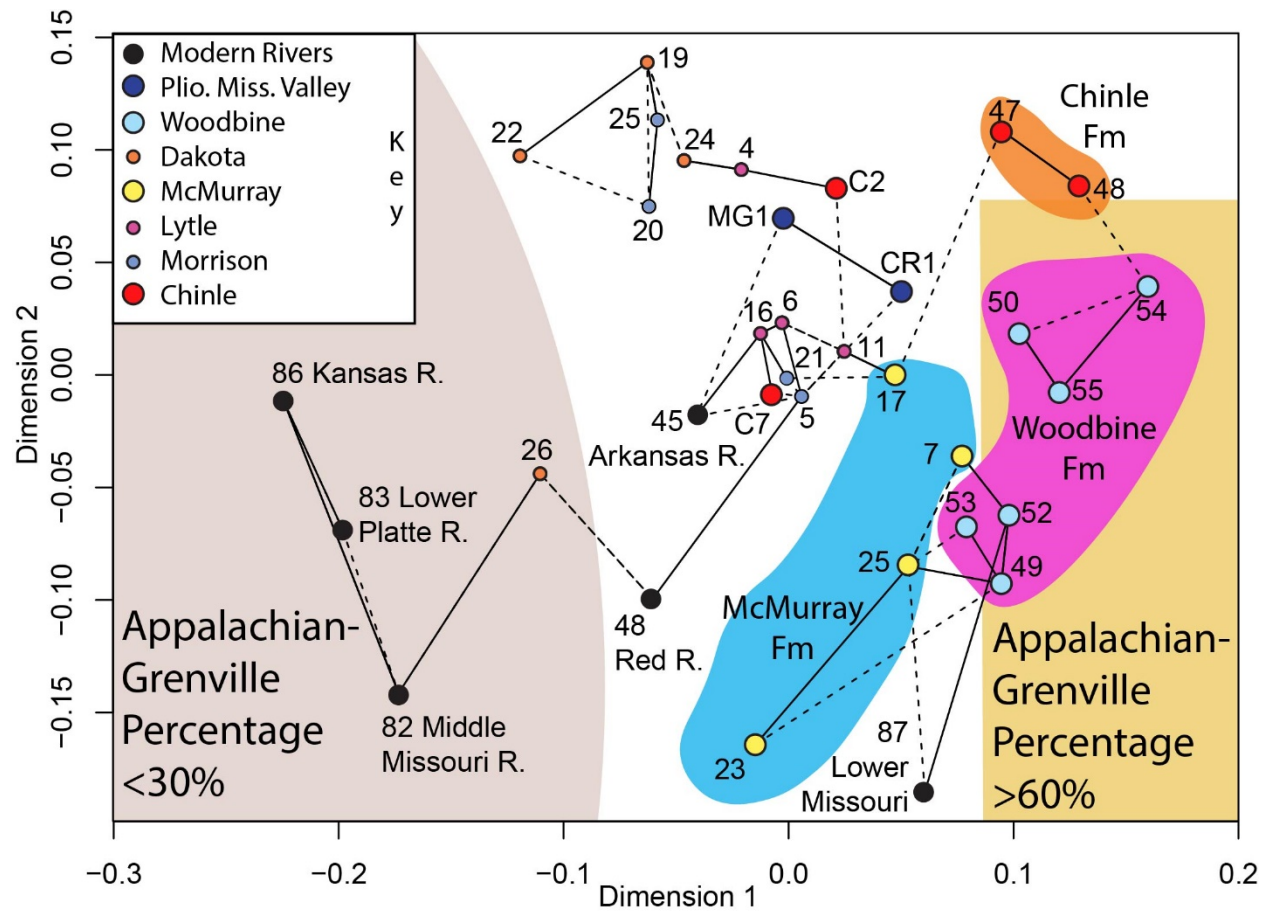 0.15
0.10
0.05
0.00
−0.05
−0.10
−0.15
Dimension 2
Modern Rivers
Plio. Miss. Valley
Woodbine
Dakota
McMurray
Lytle
Morrison
Chinle
K
e
y
19
25
22
24
4
C2
20
MG1
CR1
47
Chinle
Fm
48
50
54
55
Woodbine
Fm
16
6
21
11
17
45
C7
5
Arkansas R.
86 Kansas R.
26
83 Lower
Platte R.
7
53
52
25
49
48
Red R.
McMurray
Fm
Appalachian-
Grenville
Percentage
<30%
82 Middle
Missouri R.
23
87
Lower
Missouri
Appalachian-
Grenville
Percentage
>60%
−0.3
−0.2
−0.1
0.0
0.1
0.2
Dimension 1